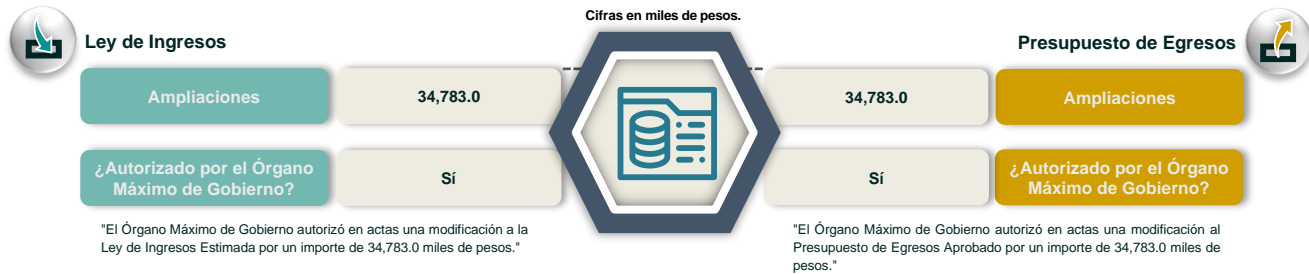 Cifras en miles de pesos.
Ley de Ingresos
Presupuesto de Egresos
Ampliaciones
34,783.0
34,783.0
Ampliaciones
¿Autorizado por el Órgano
Máximo de Gobierno?
Sí
Sí
¿Autorizado por el Órgano
Máximo de Gobierno?
"El Órgano Máximo de Gobierno autorizó en actas una modificación a la
Ley de Ingresos Estimada por un importe de 34,783.0 miles de pesos."
"El Órgano Máximo de Gobierno autorizó en actas una modificación al
Presupuesto de Egresos Aprobado por un importe de 34,783.0 miles de
pesos."